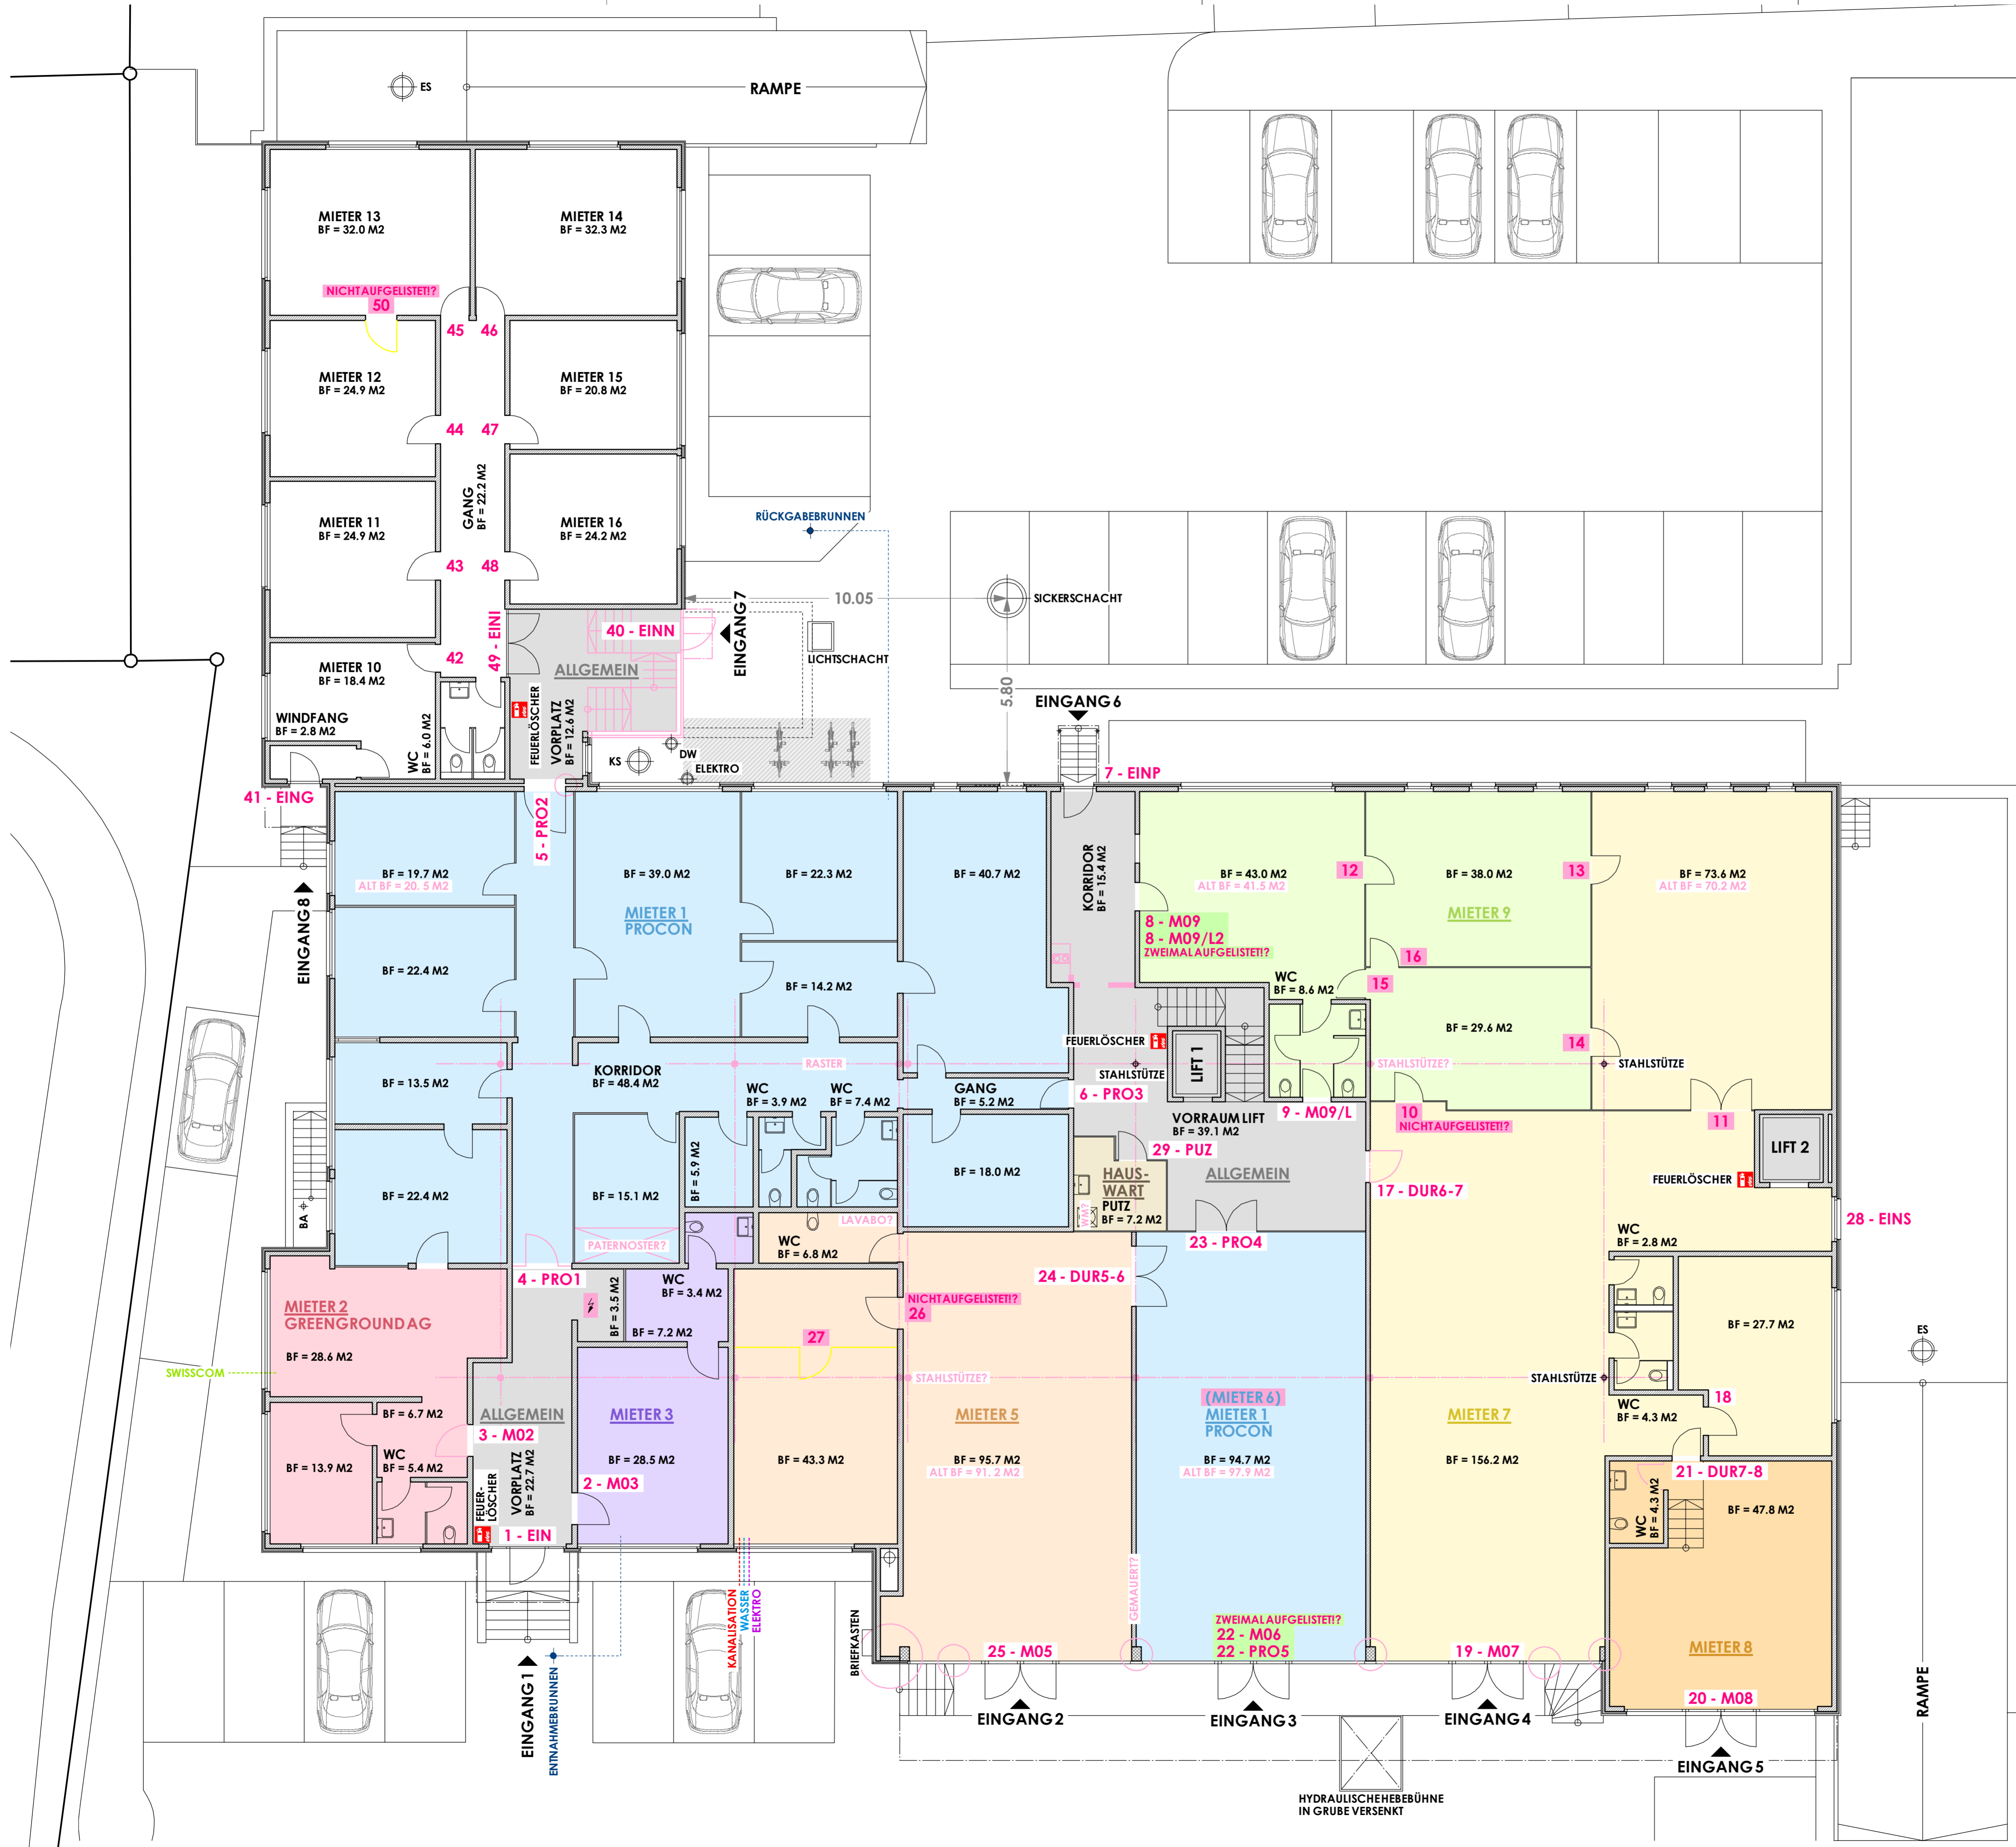 ES
RAMPE
MIETER 13
BF = 32.0 M2
MIETER 14
BF = 32.3 M2
NICHT AUFGELISTET!?
50
45
46
MIETER 12
BF = 24.9 M2
MIETER 15
BF = 20.8 M2
44
47
GANG
BF = 22.2 M2
MIETER 11
BF = 24.9 M2
MIETER 16
BF = 24.2 M2
RÜCKGABEBRUNNEN
43
48
10.05
SICKERSCHACHT
49 - EINI
40 - EINN
EINGANG 7
LICHTSCHACHT
42
MIETER 10
BF = 18.4 M2
ALLGEMEIN
5.80
WINDFANG
BF = 2.8 M2
WC
BF = 6.0 M2
FEUERLÖSCHER
VORPLATZ
BF = 12.6 M2
KS
DW
ELEKTRO
EINGANG 6
7 - EINP
41 - EING
5 - PRO2
EINGANG 8
BF = 19.7 M2
ALT BF = 20.5 M2
BF = 39.0 M2
MIETER 1
PROCON
BF = 22.3 M2
BF = 40.7 M2
KORRIDOR
BF = 15.4 M2
BF = 43.0 M2
ALT BF = 41.5 M2
12
BF = 38.0 M2
MIETER 9
13
BF = 73.6 M2
ALT BF = 70.2 M2
8 - M09
8 - M09/L2
ZWEIMAL AUFGELISTET!?
16
BF = 22.4 M2
BF = 14.2 M2
WC
BF = 8.6 M2
15
BF = 29.6 M2
14
FEUERLÖSCHER
LIFT 1
STAHLSTÜTZE
STAHLSTÜTZE?
STAHLSTÜTZE
RASTER
KORRIDOR
BF = 48.4 M2
BF = 13.5 M2
WC
BF = 3.9 M2
WC
BF = 7.4 M2
GANG
BF = 5.2 M2
6 - PRO3
9 - M09/L
10
NICHT AUFGELISTET!?
11
VORRAUM LIFT
BF = 39.1 M2
29 - PUZ
ALLGEMEIN
LIFT 2
FEUERLÖSCHER
17 - DUR6-7
28 - EINS
BA
BF = 22.4 M2
BF = 15.1 M2
BF = 5.9 M2
BF = 18.0 M2
HAUS-
WART
PUTZ
BF = 7.2 M2
WM?
LAVABO?
PATERNOSTER?
WC
BF = 6.8 M2
23 - PRO4
WC
BF = 2.8 M2
4 - PRO1
24 - DUR5-6
WC
BF = 3.4 M2
BF = 3.5 M2
BF = 7.2 M2
MIETER 2
GREENGROUND AG
BF = 28.6 M2
SWISSCOM
NICHT AUFGELISTET!?
26
27
BF = 27.7 M2
ES
STAHLSTÜTZE?
STAHLSTÜTZE
18
BF = 6.7 M2
ALLGEMEIN
3 - M02
MIETER 3
MIETER 5
(MIETER 6)
MIETER 1
PROCON
MIETER 7
WC
BF = 4.3 M2
BF = 13.9 M2
WC
BF = 5.4 M2
VORPLATZ
BF = 22.7 M2
BF = 28.5 M2
BF = 43.3 M2
BF = 95.7 M2
ALT BF = 91.2 M2
BF = 94.7 M2
ALT BF = 97.9 M2
BF = 156.2 M2
2 - M03
21 - DUR7-8
WC
BF = 4.3 M2
BF = 47.8 M2
FEUER-
LÖSCHER
1 - EIN
KANALISATION
WASSER
ELEKTRO
GEMAUERT?
BRIEFKASTEN
ZWEIMAL AUFGELISTET!?
22 - M06
22 - PRO5
25 - M05
19 - M07
MIETER 8
20 - M08
EINGANG 1
ENTNAHMEBRUNNEN
EINGANG 2
EINGANG 3
EINGANG 4
EINGANG 5
RAMPE
HYDRAULISCHE HEBEBÜHNE
IN GRUBE VERSENKT